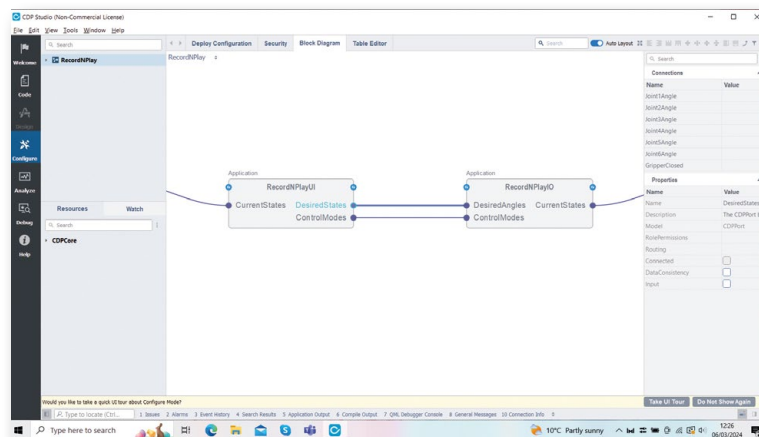 CDP Studio (Non-Commercial License)
File Edit View Tools Window Help
Welcome
Code
Design
Configure
Analyze
Debug
Help
Search
RecordNPlay
Resources Watch
Search
CDPCore
Deploy Configuration Security Block Diagram Table Editor
Search Auto Layout
RecordNPlay
Application
RecordNPlayUI
CurrentStates DesiredStates
ControlModes
Application
RecordNPlayIO
DesiredAngles CurrentStates
ControlModes
Search
Connections
Name Value
Joint1Angle
Joint2Angle
Joint3Angle
Joint4Angle
Joint5Angle
Joint6Angle
GripperClosed
Properties
Name Value
Name DesiredStates
Description The CDPPort
Model CDPPort
RolePermissions
Routing
Connected
DataConsistency
Input
Would you like to take a quick UI tour about Configure Mode? Take UI Tour Do Not Show Again
Type to locate (Ctrl... 1 Issues 2 Alarms 3 Event History 4 Search Results 5 Application Output 6 Compile Output 7 QML Debugger Console 8 General Messages 10 Connection Info
Type here to search 10°C Partly sunny 12:26
06/03/2024